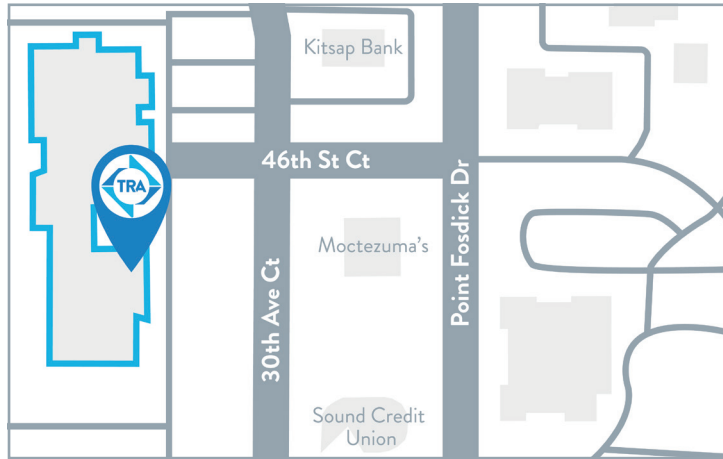 Kitsap Bank
46th St Ct
TRA
Point Fosdick Dr
Moctezuma's
30th Ave Ct
Sound Credit
Union